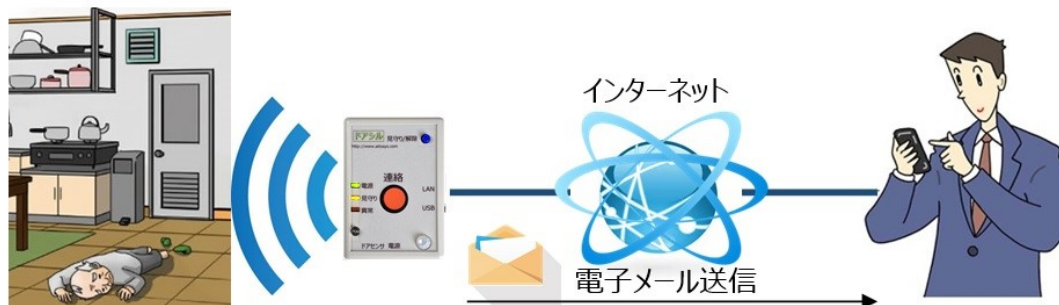 インターネット
ドアシル 見守り/解除
連絡
電源
見守り
異常
LAN
USB
ドアセンサ 電源
電子メール送信